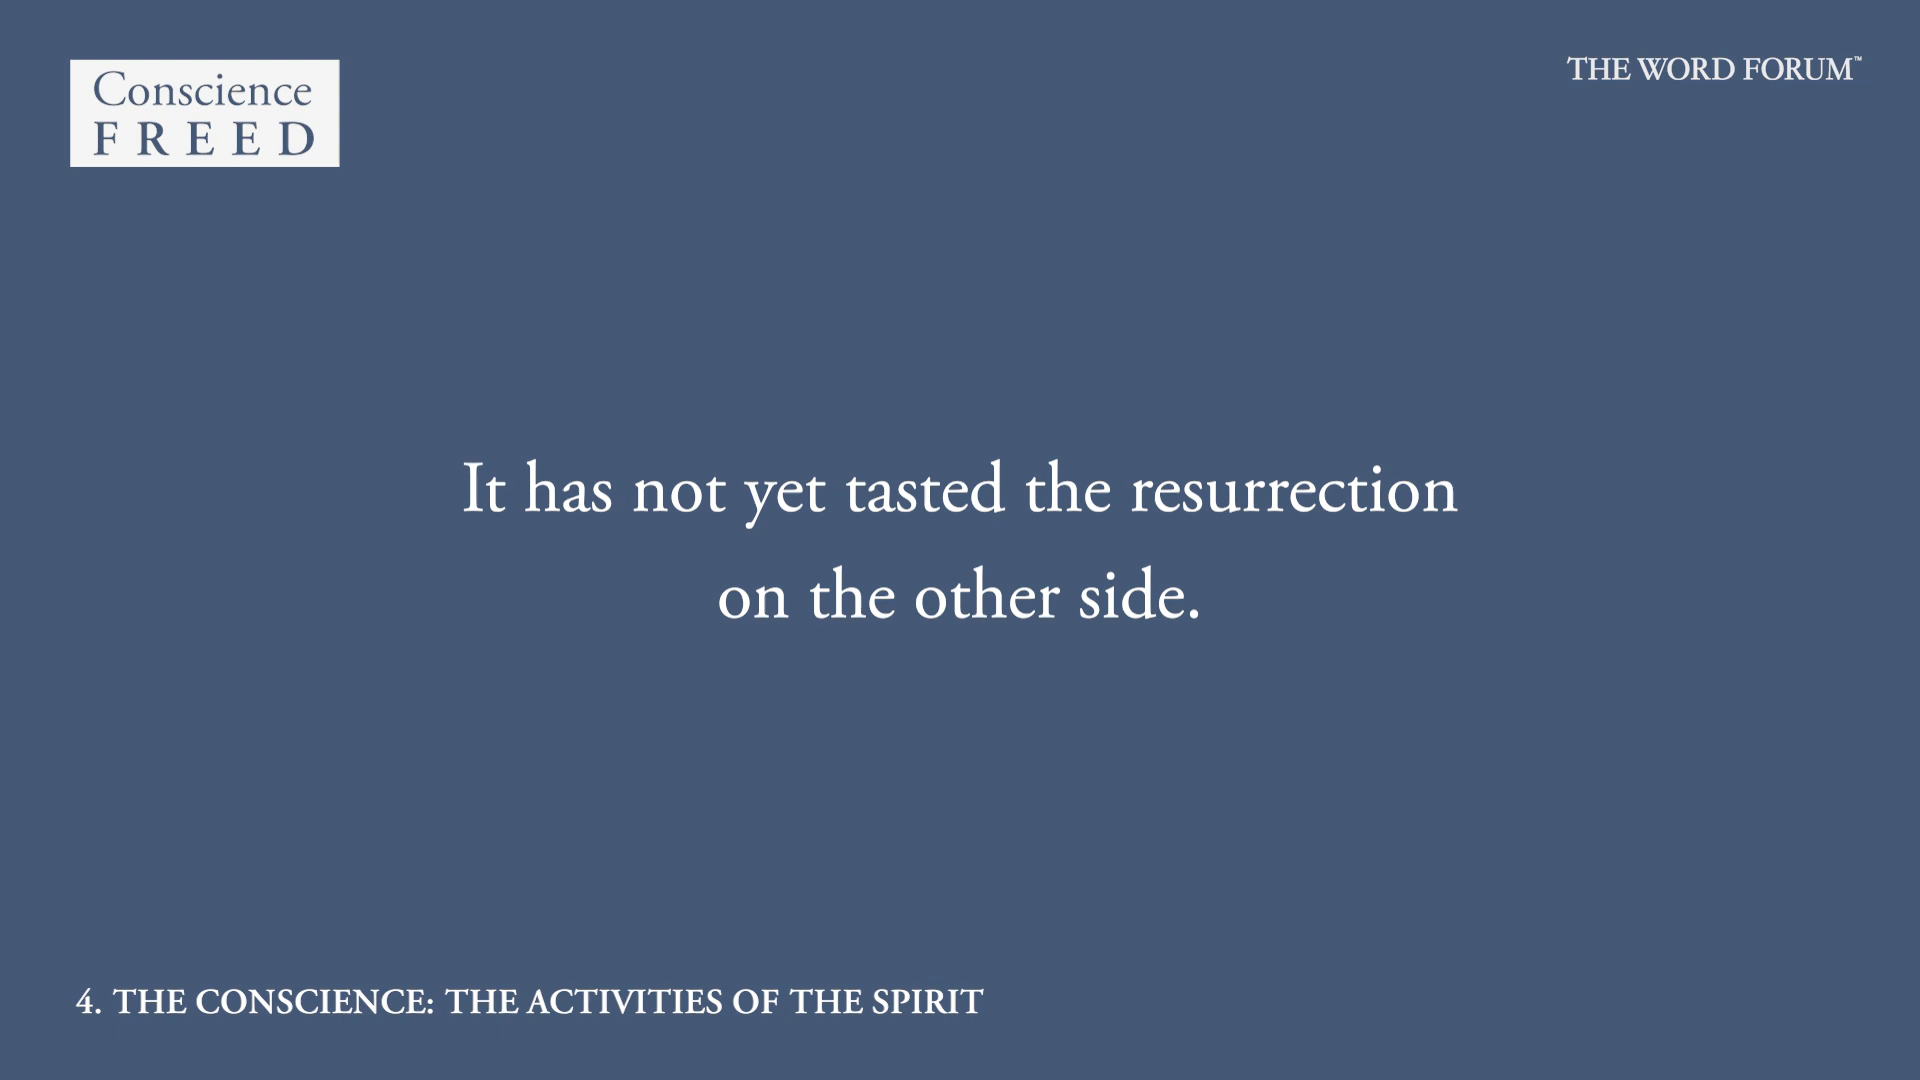 Conscience
FREED
THE WORD FORUM™
It has not yet tasted the resurrection
on the other side.
4. THE CONSCIENCE: THE ACTIVITIES OF THE SPIRIT